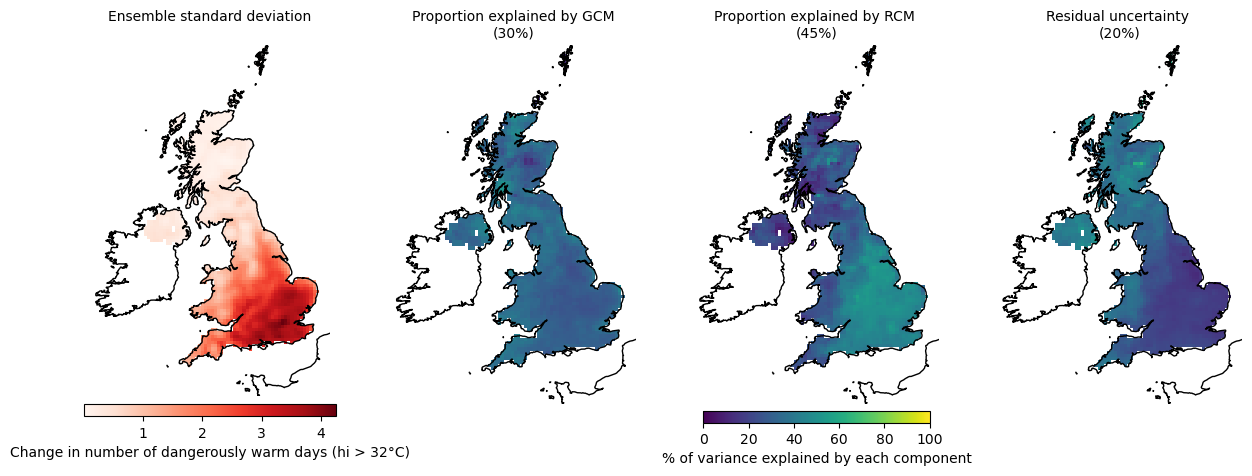 Ensemble standard deviation
Proportion explained by GCM
(30%)
Proportion explained by RCM
(45%)
Residual uncertainty
(20%)
1 2 3 4
Change in number of dangerously warm days (hi > 32°C)
0 20 40 60 80 100
% of variance explained by each component